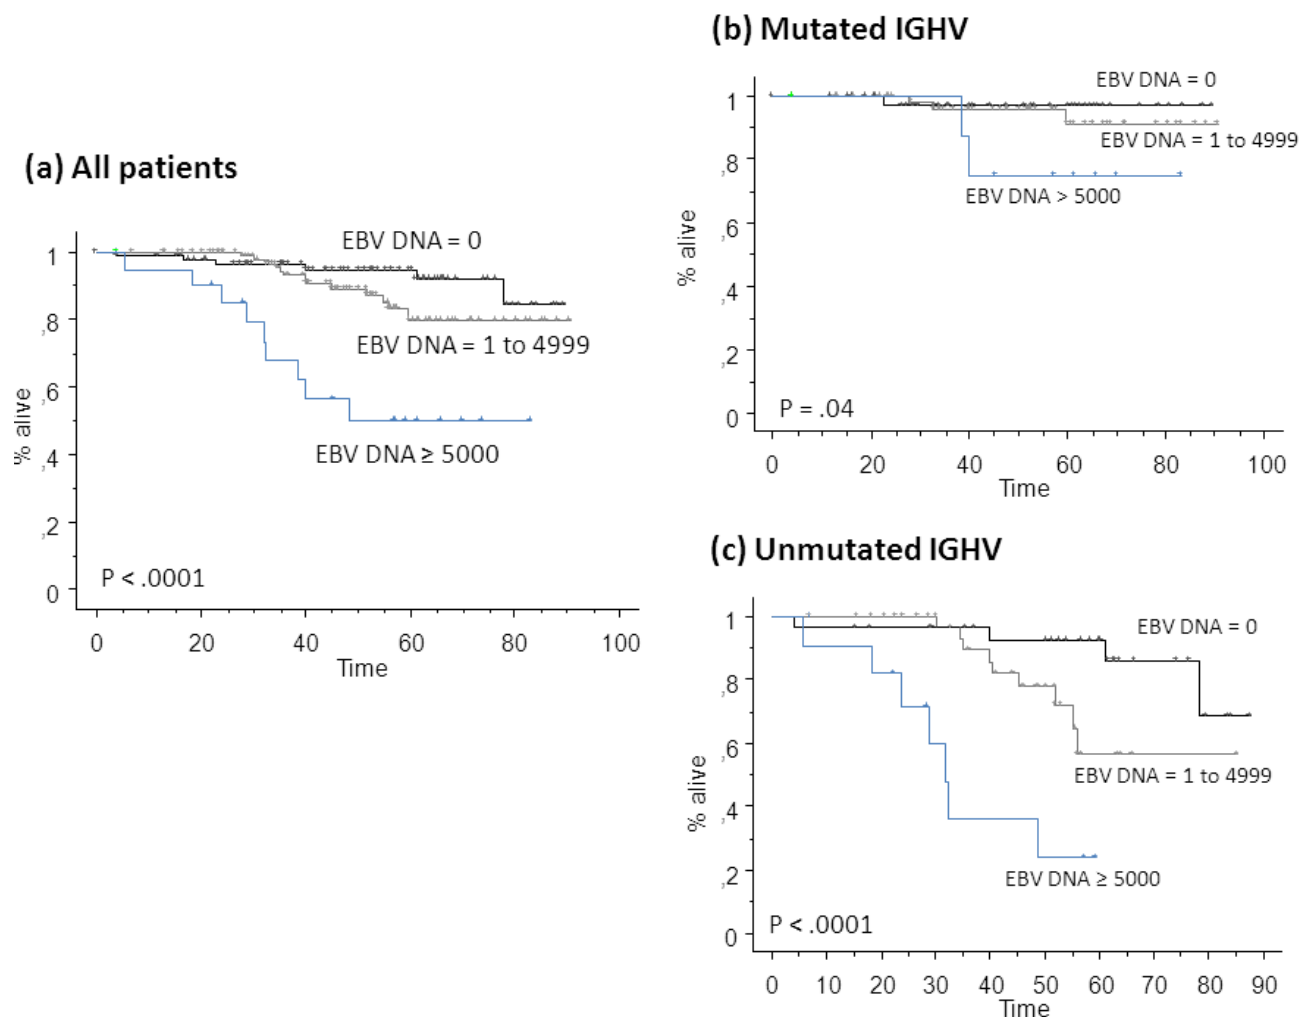 (a) All patients
% alive
1
,8
,6
,4
,2
0
EBV DNA = 0
EBV DNA = 1 to 4999
EBV DNA ≥ 5000
P < .0001
0 20 40 60 80 100
Time
(b) Mutated IGHV
% alive
1
,8
,6
,4
,2
0
EBV DNA = 0
EBV DNA = 1 to 4999
EBV DNA > 5000
P = .04
0 20 40 60 80 100
Time
(c) Unmutated IGHV
% alive
1
,8
,6
,4
,2
0
EBV DNA = 0
EBV DNA = 1 to 4999
EBV DNA ≥ 5000
P < .0001
0 10 20 30 40 50 60 70 80 90
Time